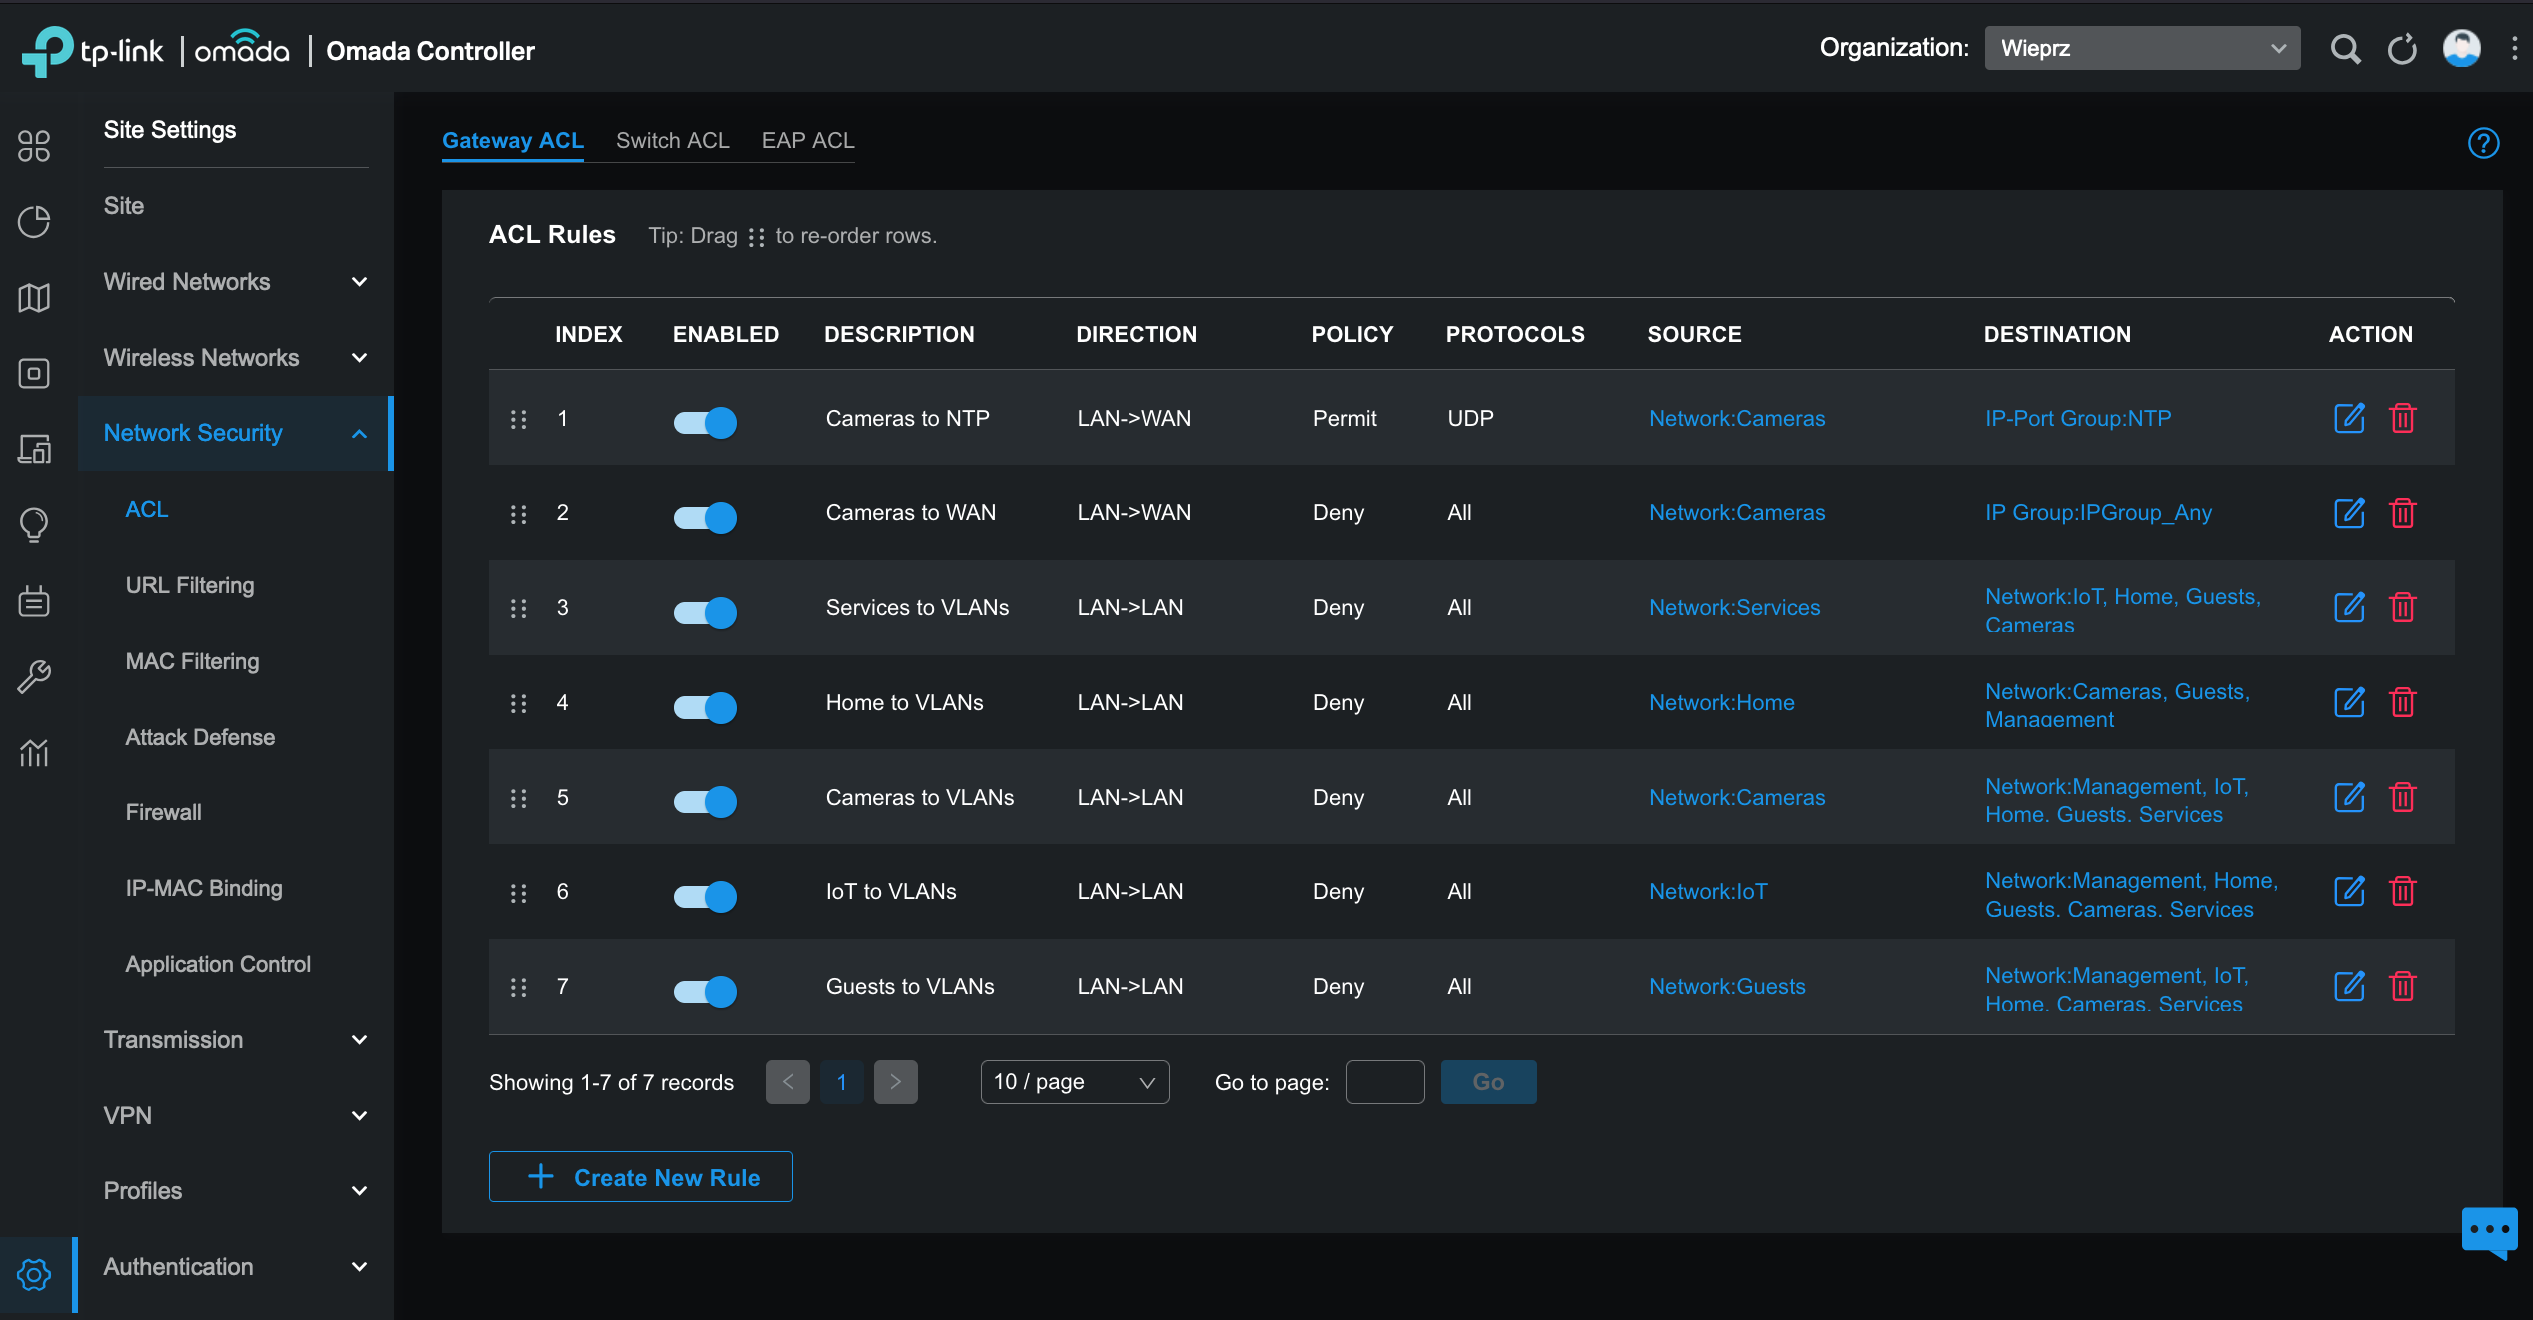 tp-link | omada | Omada Controller
Organization: Wieprz
Site Settings
Site
Wired Networks
Wireless Networks
Network Security
ACL
URL Filtering
MAC Filtering
Attack Defense
Firewall
IP-MAC Binding
Application Control
Transmission
VPN
Profiles
Authentication
Gateway ACL Switch ACL EAP ACL
ACL Rules Tip: Drag to re-order rows.
INDEX ENABLED DESCRIPTION DIRECTION POLICY PROTOCOLS SOURCE DESTINATION ACTION
1 Cameras to NTP LAN->WAN Permit UDP Network:Cameras IP-Port Group:NTP
2 Cameras to WAN LAN->WAN Deny All Network:Cameras IP Group:IPGroup_Any
3 Services to VLANs LAN->LAN Deny All Network:Services Network:IoT, Home, Guests,
Cameras
4 Home to VLANs LAN->LAN Deny All Network:Home Network:Cameras, Guests,
Management
5 Cameras to VLANs LAN->LAN Deny All Network:Cameras Network:Management, IoT,
Home, Guests, Services
6 IoT to VLANs LAN->LAN Deny All Network:IoT Network:Management, Home,
Guests, Cameras, Services
7 Guests to VLANs LAN->LAN Deny All Network:Guests Network:Management, IoT,
Home, Cameras, Services
Showing 1-7 of 7 records < 1 > 10 / page Go to page: Go
+ Create New Rule